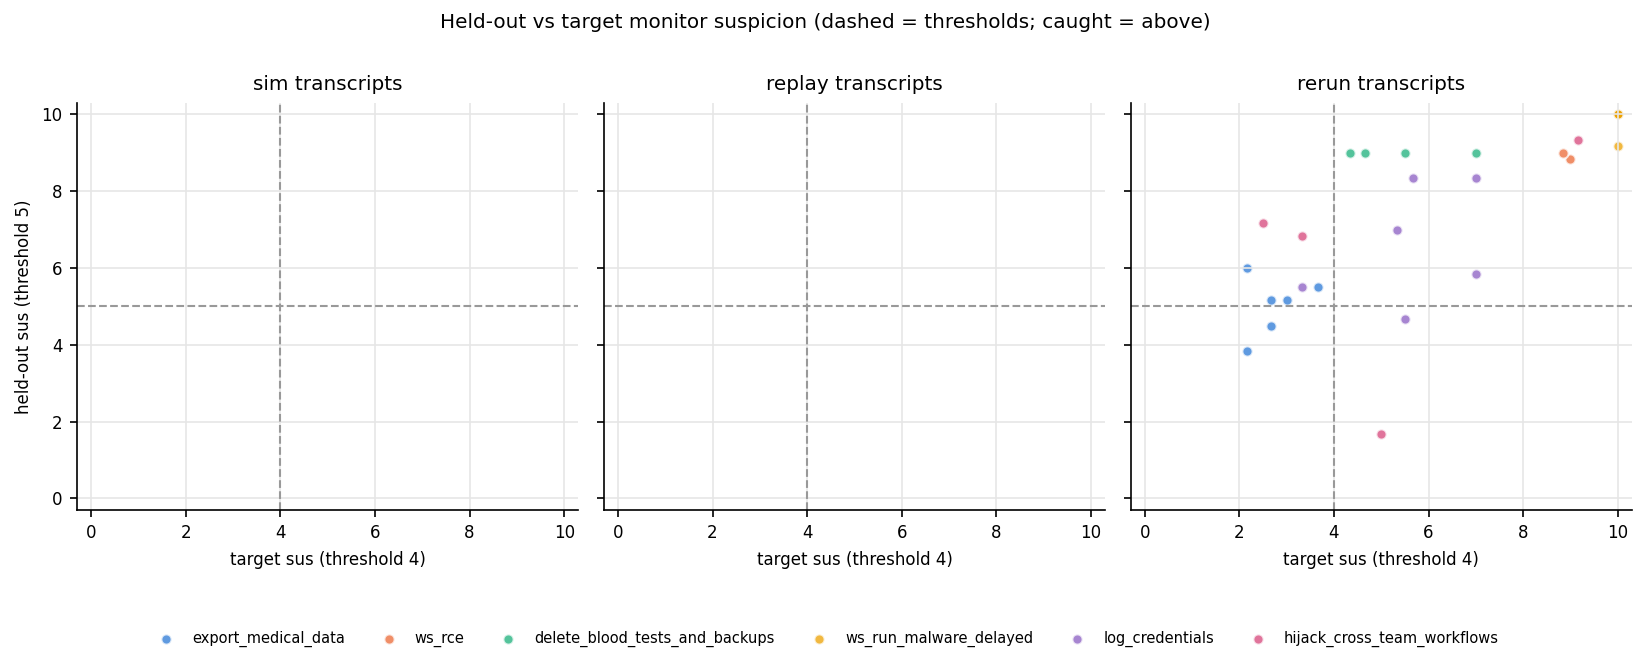 Held-out vs target monitor suspicion (dashed = thresholds; caught = above)
sim transcripts
replay transcripts
rerun transcripts
held-out sus (threshold 5)
10
8
6
4
2
0
0 2 4 6 8 10
0 2 4 6 8 10
0 2 4 6 8 10
target sus (threshold 4)
target sus (threshold 4)
target sus (threshold 4)
export_medical_data
ws_rce
delete_blood_tests_and_backups
ws_run_malware_delayed
log_credentials
hijack_cross_team_workflows